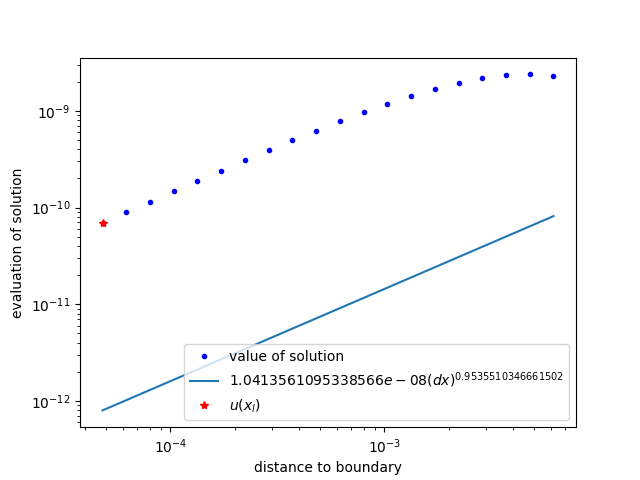 10⁻⁹
10⁻¹⁰
10⁻¹¹
10⁻¹²
evaluation of solution
value of solution
1.0413561095338566e − 08(dx)^0.9535510346661502
u(x_l)
10⁻⁴
10⁻³
distance to boundary